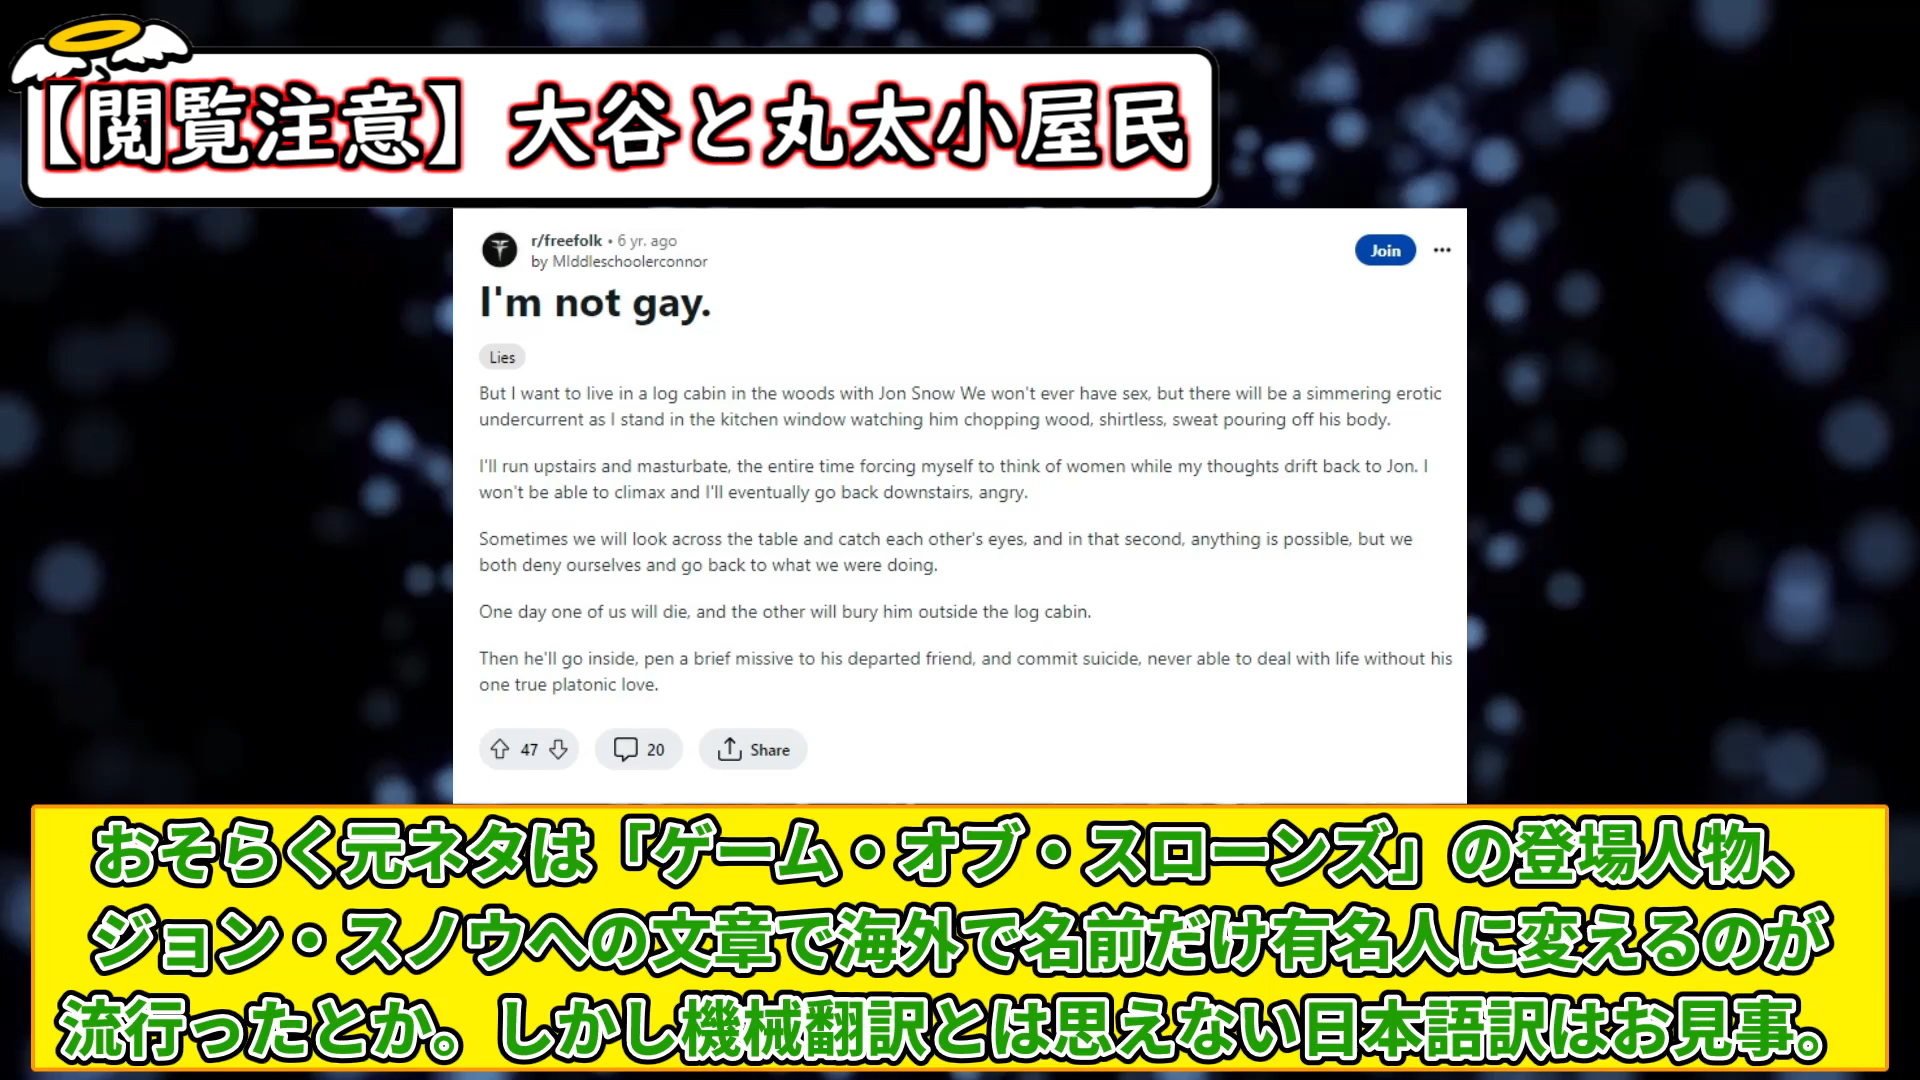 【閲覧注意】大谷と丸太小屋民
r/freefolk • 6 yr. ago
by MIddleschoolerconnor
Join
I'm not gay.
Lies
But I want to live in a log cabin in the woods with Jon Snow We won't ever have sex, but there will be a simmering erotic
undercurrent as I stand in the kitchen window watching him chopping wood, shirtless, sweat pouring off his body.
I'll run upstairs and masturbate, the entire time forcing myself to think of women while my thoughts drift back to Jon. I
won't be able to climax and I'll eventually go back downstairs, angry.
Sometimes we will look across the table and catch each other's eyes, and in that second, anything is possible, but we
both deny ourselves and go back to what we were doing.
One day one of us will die, and the other will bury him outside the log cabin.
Then he'll go inside, pen a brief missive to his departed friend, and commit suicide, never able to deal with life without his
one true platonic love.
47
20
Share
おそらく元ネタは「ゲーム・オブ・スローンズ」の登場人物、
ジョン・スノウへの文章で海外で名前だけ有名人に変えるのが
流行ったとか。しかし機械翻訳とは思えない日本語訳はお見事。